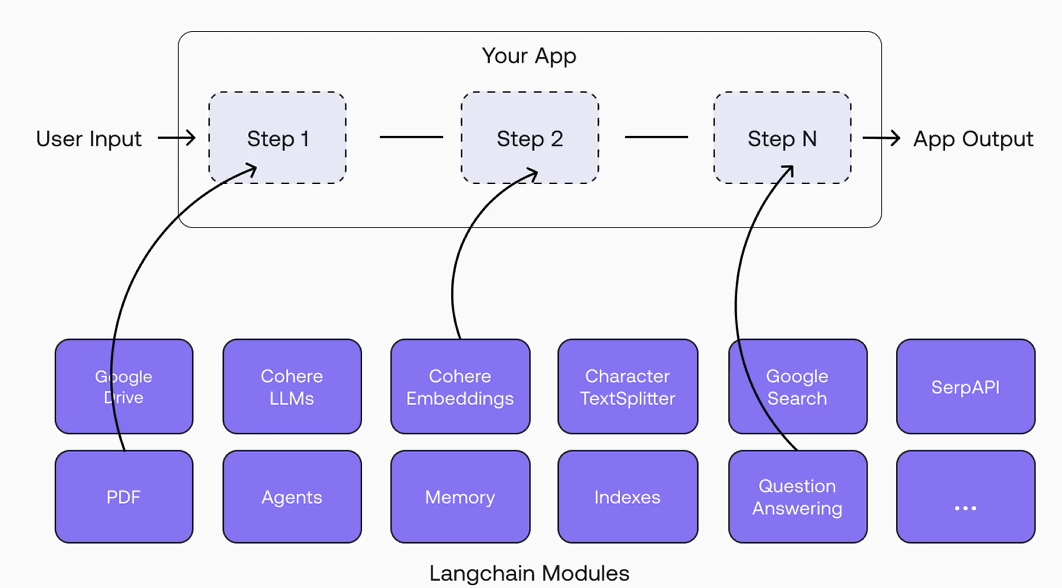 Your App
User Input
Step 1
Step 2
Step N
App Output
Google
Drive
Cohere
LLMs
Cohere
Embeddings
Character
TextSplitter
Google
Search
SerpAPI
PDF
Agents
Memory
Indexes
Question
Answering
...
Langchain Modules